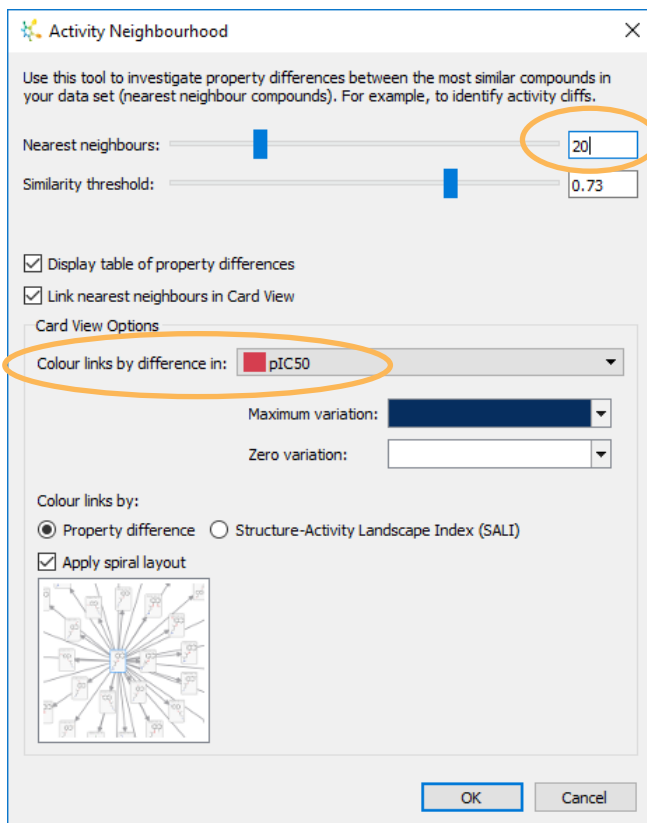 Activity Neighbourhood
Use this tool to investigate property differences between the most similar compounds in
your data set (nearest neighbour compounds). For example, to identify activity cliffs.
Nearest neighbours: 20
Similarity threshold: 0.73
Display table of property differences
Link nearest neighbours in Card View
Card View Options
Colour links by difference in: pIC50
Maximum variation:
Zero variation:
Colour links by:
Property difference Structure-Activity Landscape Index (SALI)
Apply spiral layout
OK Cancel